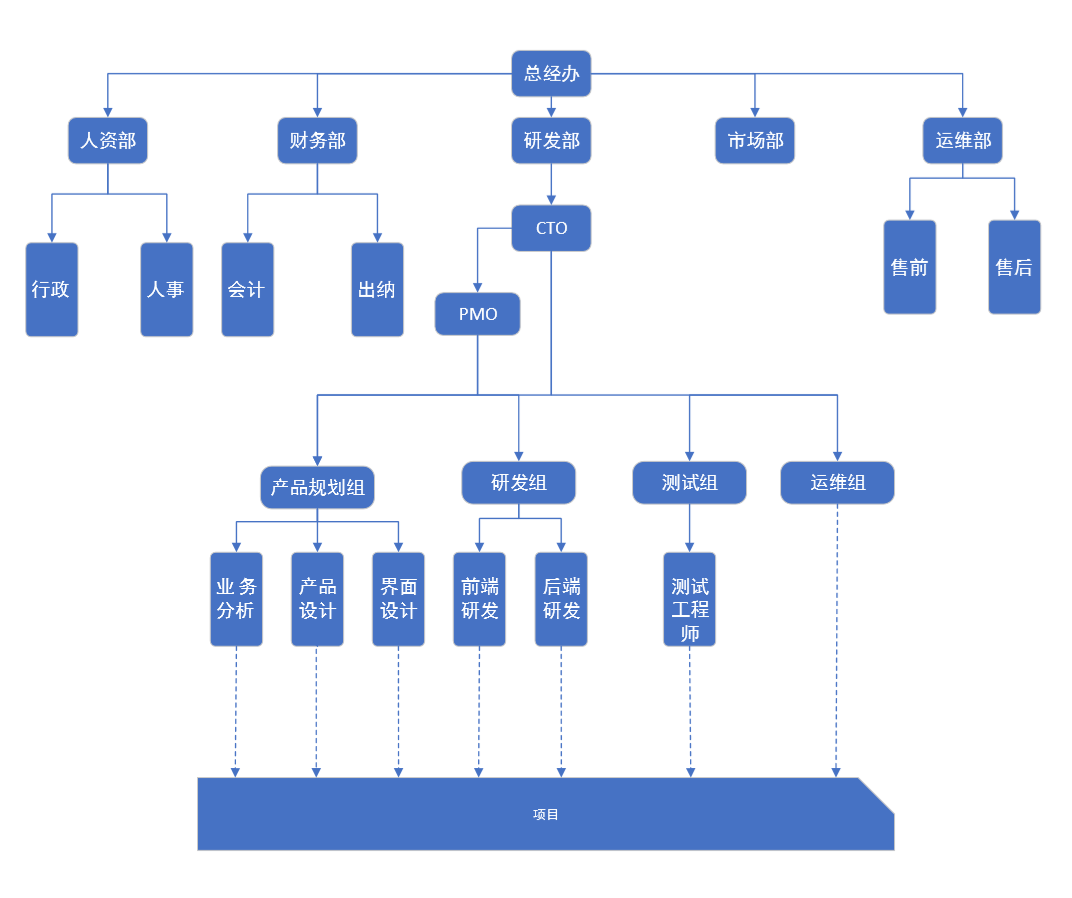 总经办
人资部
财务部
研发部
市场部
运维部
CTO
售前
售后
行政
人事
会计
出纳
PMO
产品规划组
研发组
测试组
运维组
业 务
分析
产品
设计
界面
设计
前端
研发
后端
研发
测试
工程
师
项目